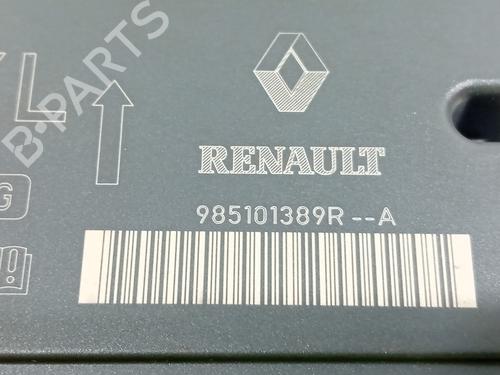 B-PARTS
L
RENAULT
G
985101389R --A